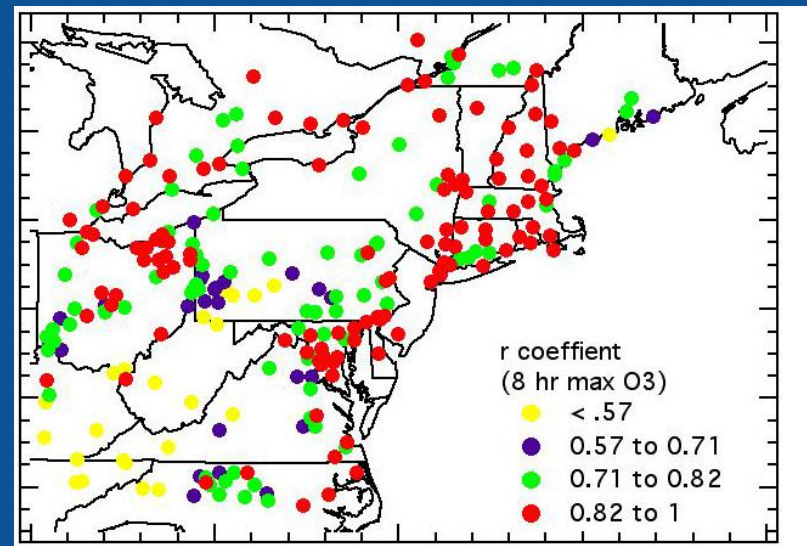 r coeffient
(8 hr max O3)
< .57
0.57 to 0.71
0.71 to 0.82
0.82 to 1